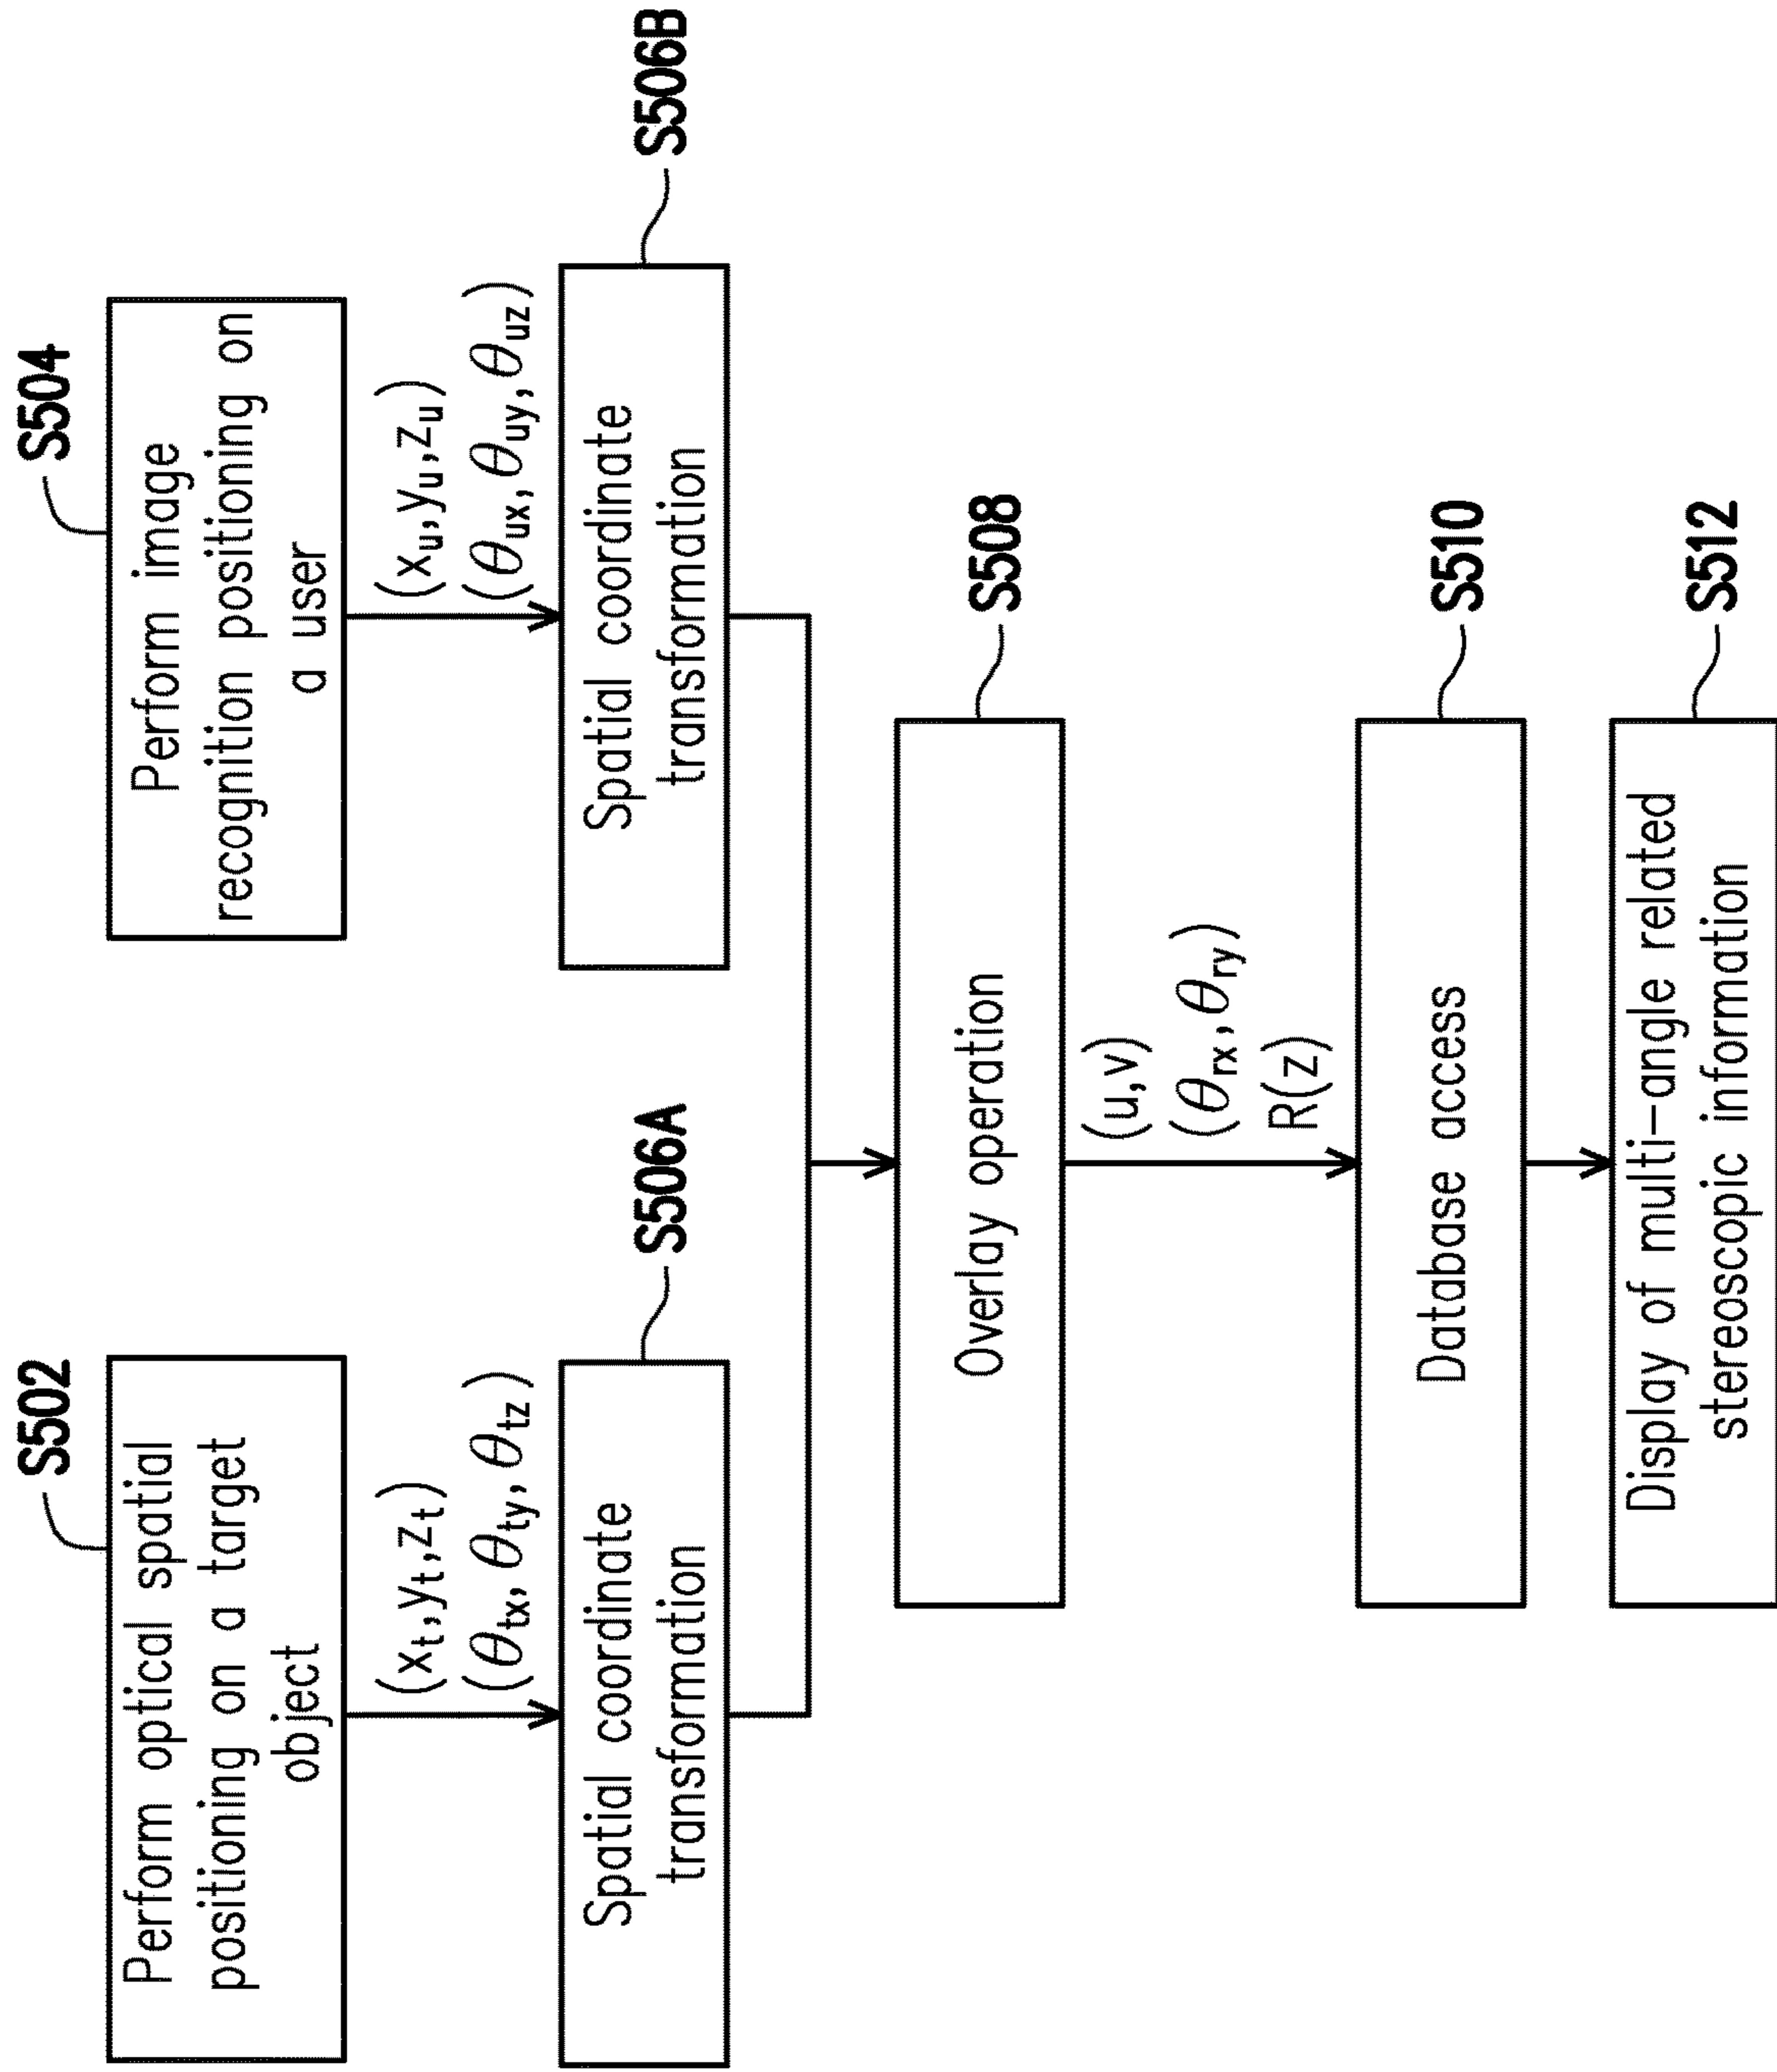 S502
Perform optical spatial
positioning on a target
object
(xt,yt,zt)
(θtx,θty,θtz)
S506A
Spatial coordinate
transformation
S504
Perform image
recognition positioning on
a user
(xu,yu,zu)
(θux,θuy,θuz)
S506B
Spatial coordinate
transformation
S508
Overlay operation
(u,v)
(θrx,θry)
R(z)
S510
Database access
S512
Display of multi-angle related
stereoscopic information